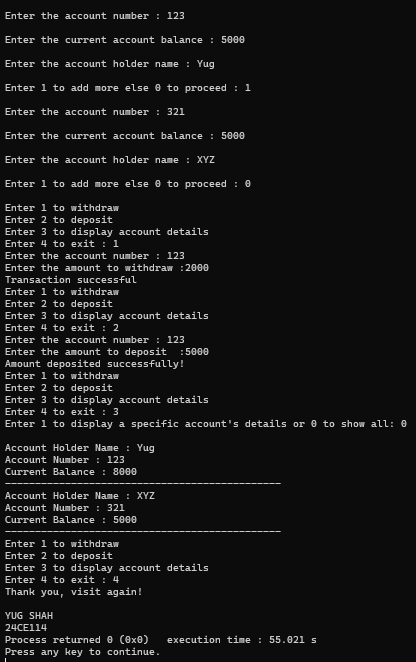 Enter the account number : 123
Enter the current account balance : 5000
Enter the account holder name : Yug
Enter 1 to add more else 0 to proceed : 1
Enter the account number : 321
Enter the current account balance : 5000
Enter the account holder name : XYZ
Enter 1 to add more else 0 to proceed : 0
Enter 1 to withdraw
Enter 2 to deposit
Enter 3 to display account details
Enter 4 to exit : 1
Enter the account number : 123
Enter the amount to withdraw :2000
Transaction successful
Enter 1 to withdraw
Enter 2 to deposit
Enter 3 to display account details
Enter 4 to exit : 2
Enter the account number : 123
Enter the amount to deposit  :5000
Amount deposited successfully!
Enter 1 to withdraw
Enter 2 to deposit
Enter 3 to display account details
Enter 4 to exit : 3
Enter 1 to display a specific account's details or 0 to show all: 0
Account Holder Name : Yug
Account Number : 123
Current Balance : 8000
----------------------------------------------
Account Holder Name : XYZ
Account Number : 321
Current Balance : 5000
----------------------------------------------
Enter 1 to withdraw
Enter 2 to deposit
Enter 3 to display account details
Enter 4 to exit : 4
Thank you, visit again!
YUG SHAH
24CE114
Process returned 0 (0x0)   execution time : 55.021 s
Press any key to continue.